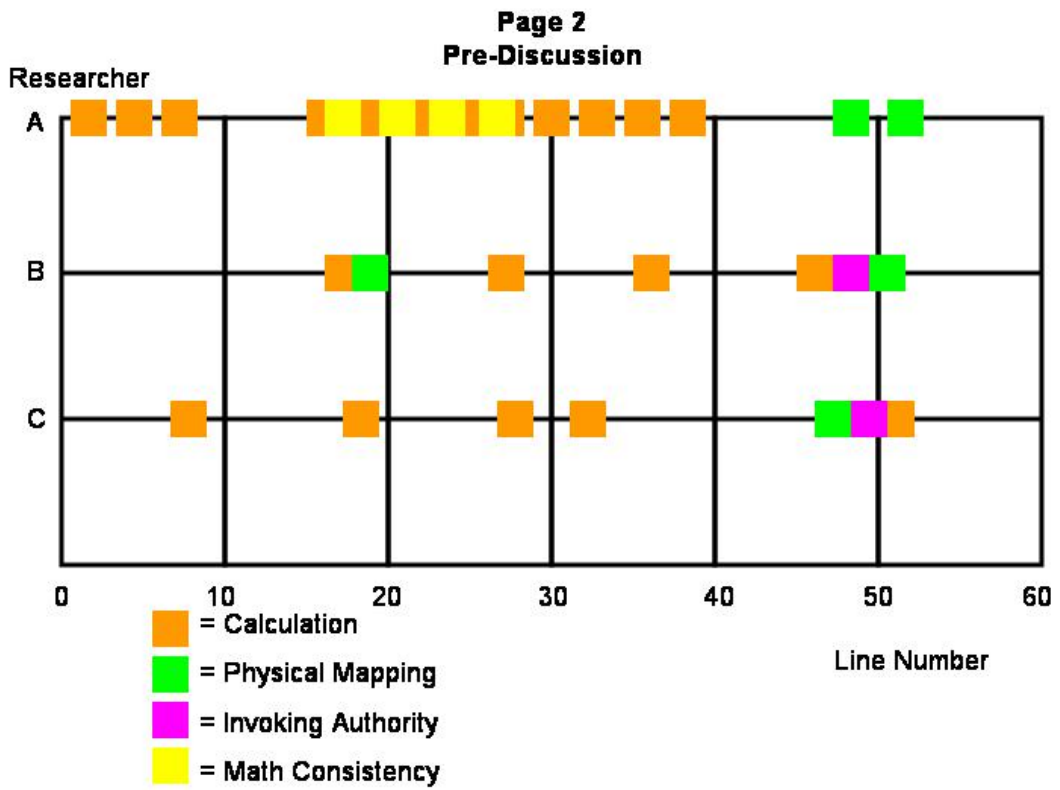 Page 2
Pre-Discussion
Researcher
A
B
C
0 10 20 30 40 50 60
= Calculation
Line Number
= Physical Mapping
= Invoking Authority
= Math Consistency